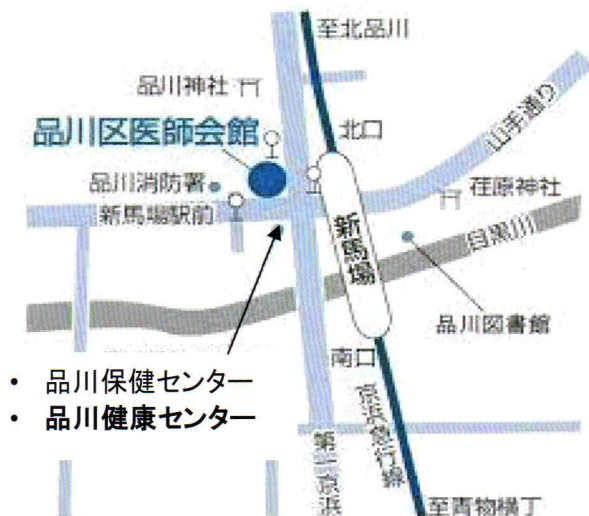 至北品川
品川神社
北口
山手通り
品川区医師会館
品川消防署
荏原神社
新馬場駅前
新馬場
目黒川
品川図書館
南口
• 品川保健センター
• 品川健康センター
京浜急行線
第一京浜
至青物横丁